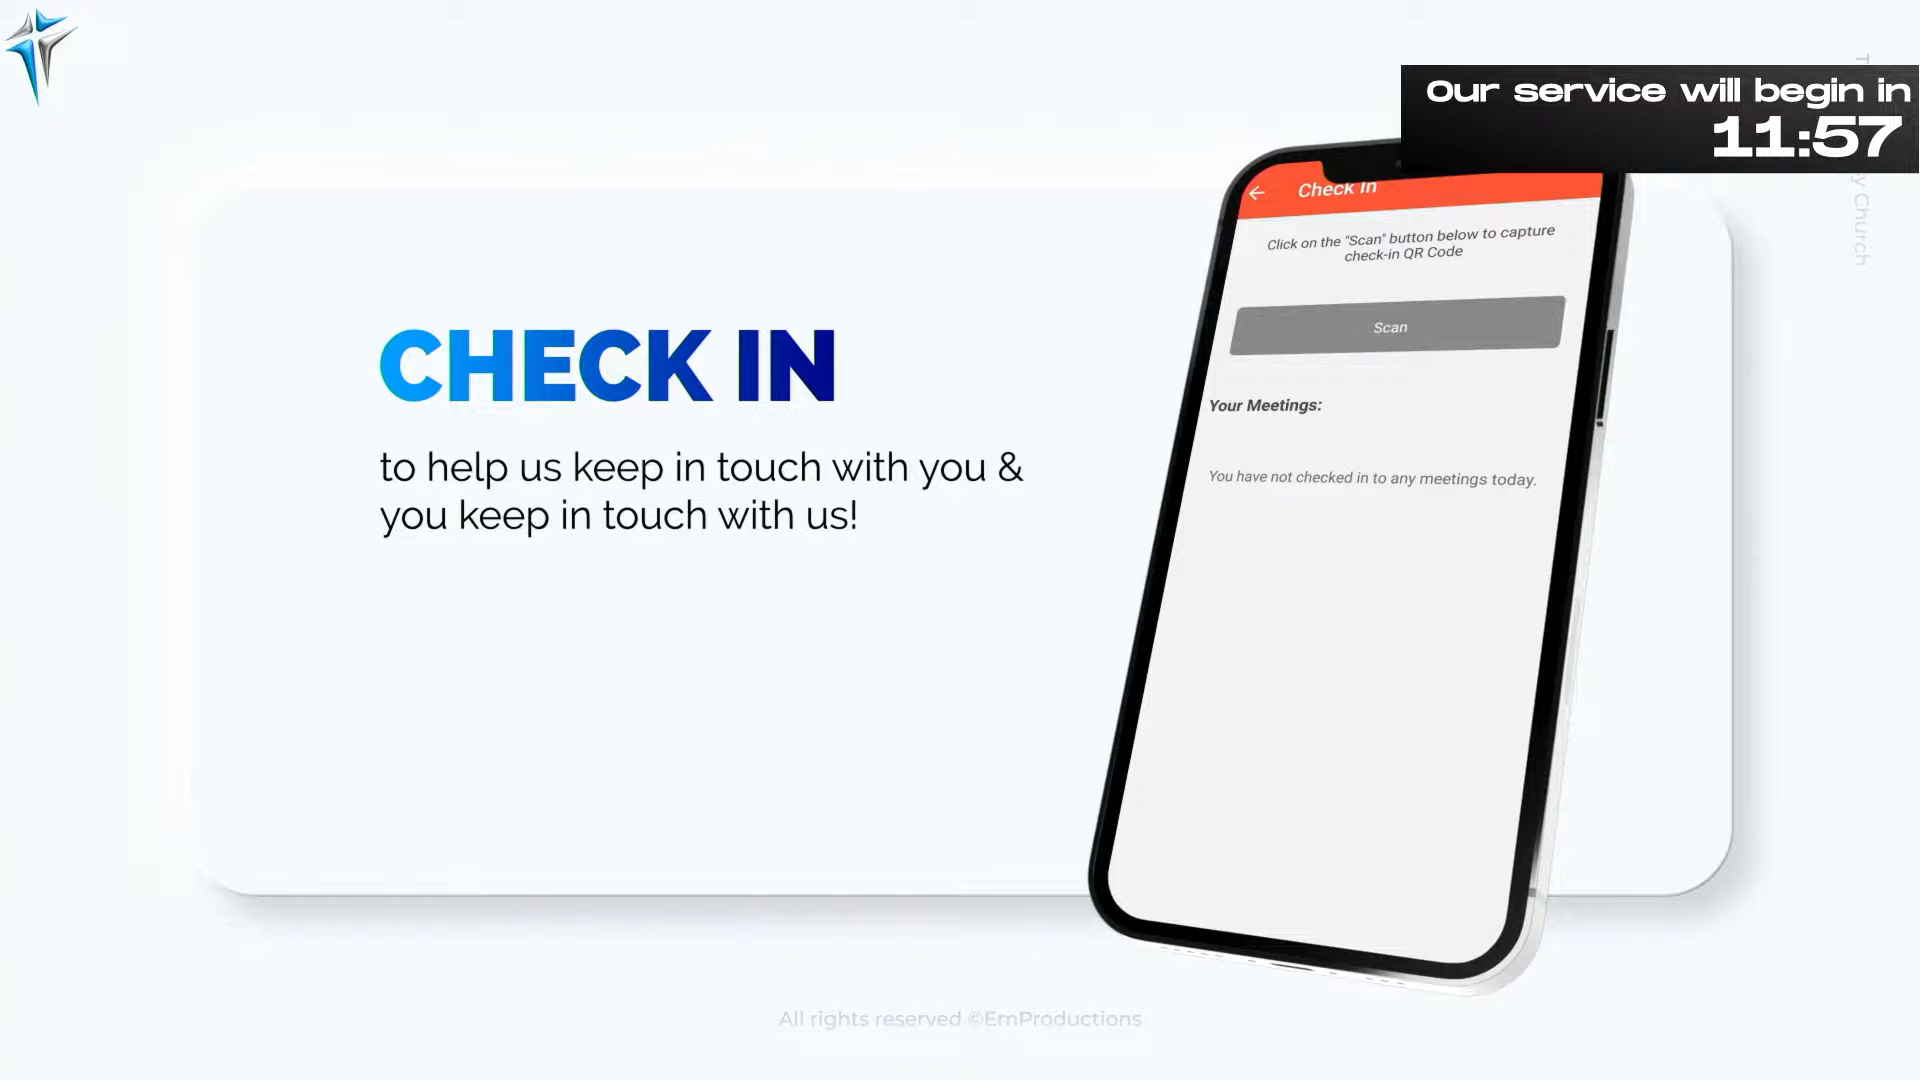 Our service will begin in
11:57
Check In
Click on the "Scan" button below to capture
check-in QR Code
Scan
Your Meetings:
You have not checked in to any meetings today.
CHECK IN
to help us keep in touch with you &
you keep in touch with us!
Church
All rights reserved ©EmProductions